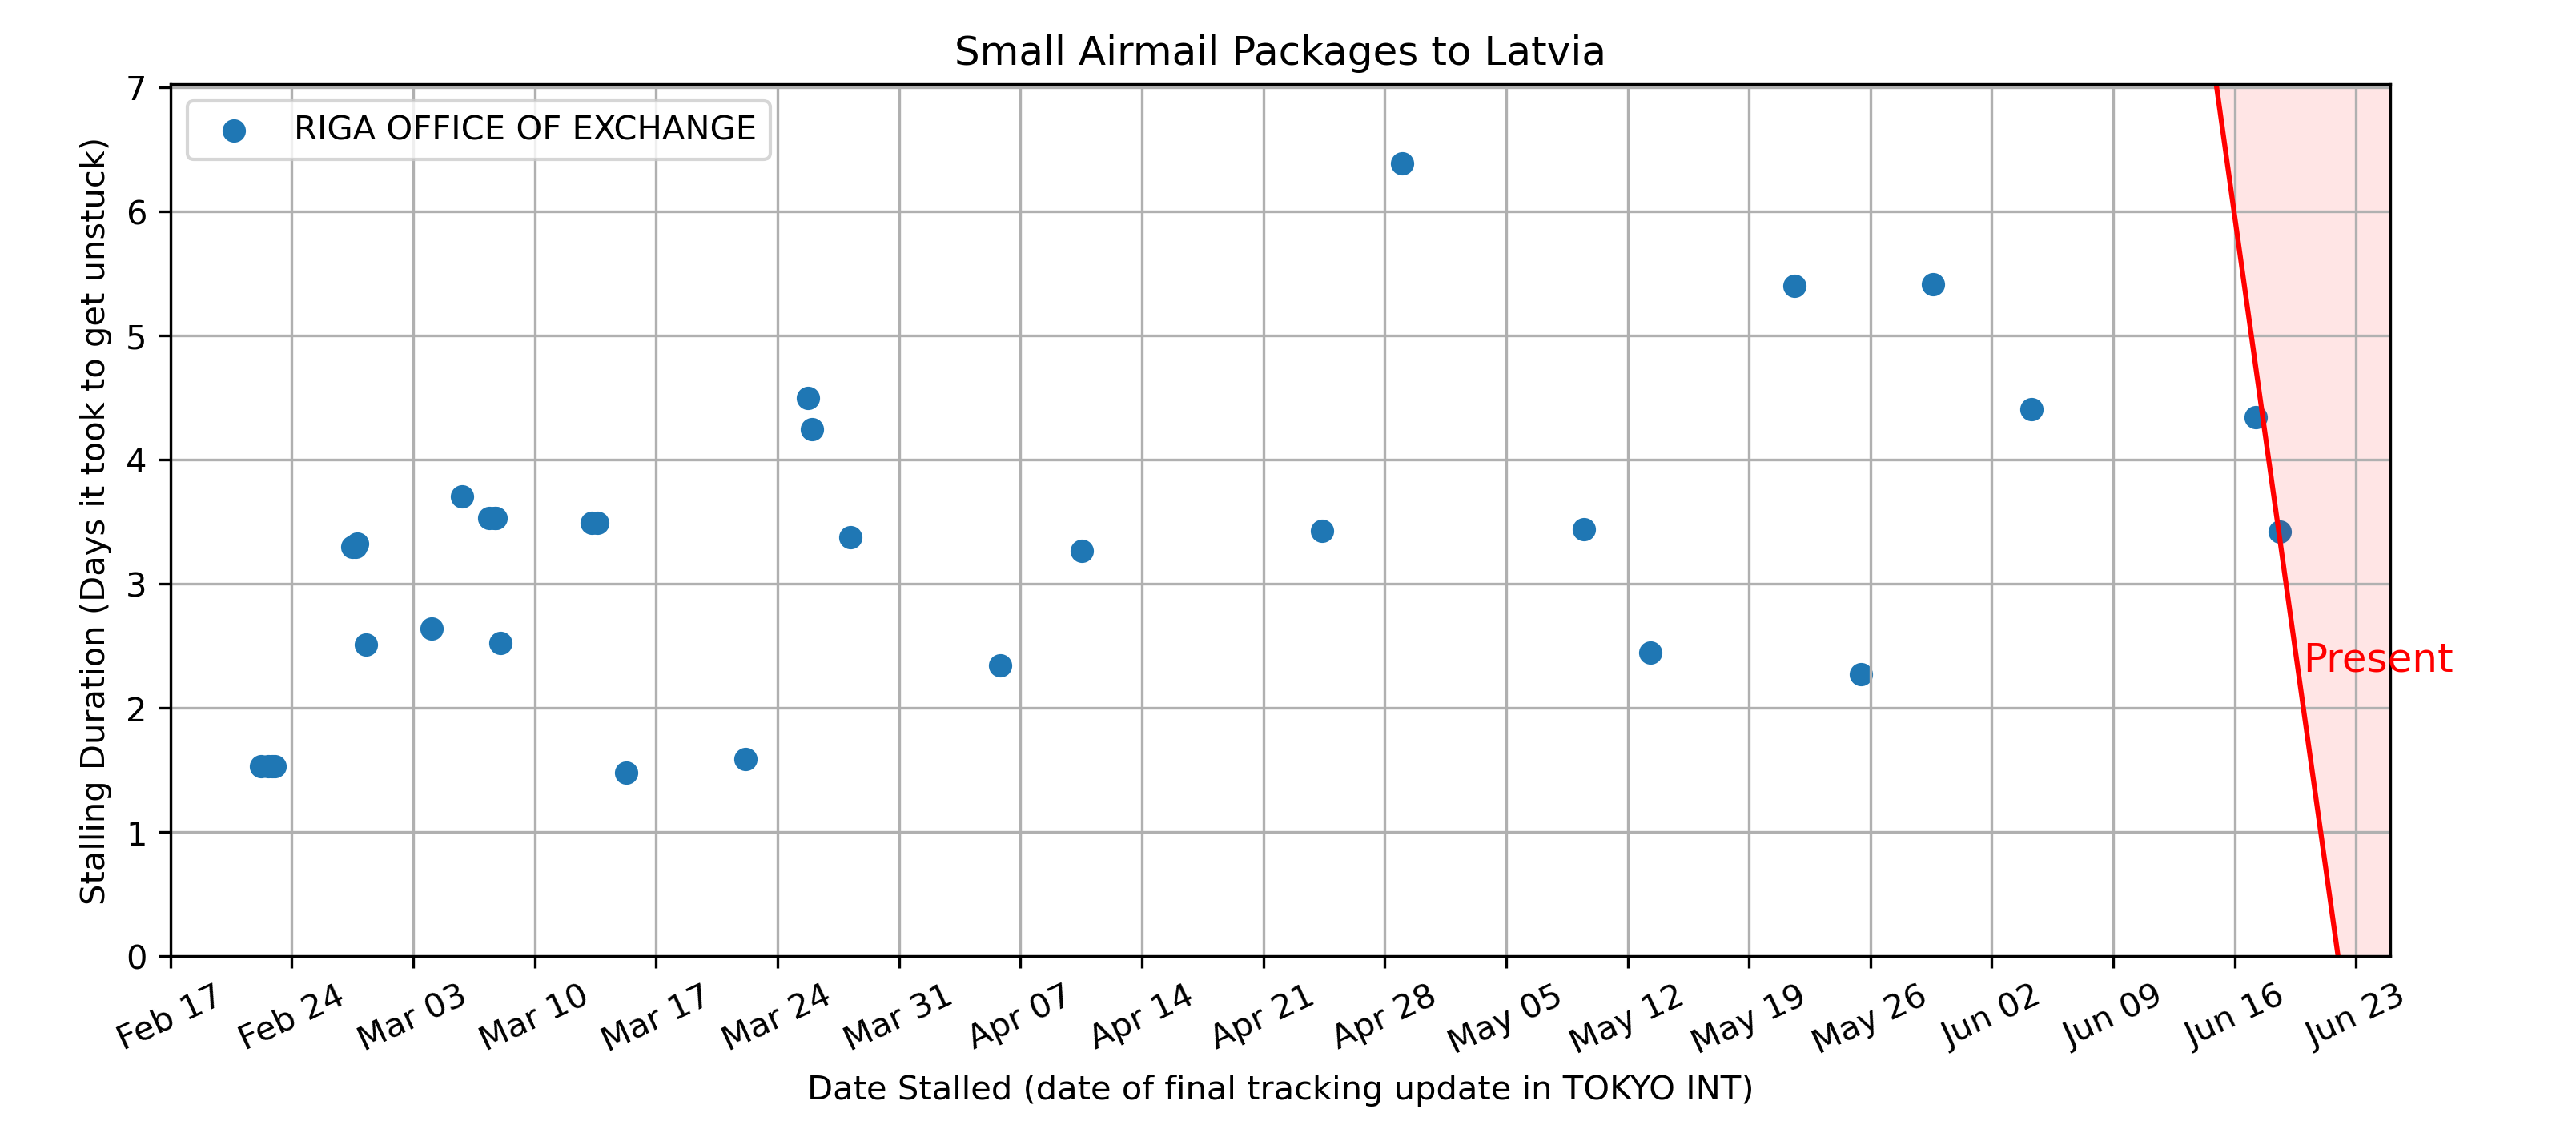 Small Airmail Packages to Latvia
RIGA OFFICE OF EXCHANGE
Stalling Duration (Days it took to get unstuck)
7
6
5
4
3
2
1
0
Present
Feb 17
Feb 24
Mar 03
Mar 10
Mar 17
Mar 24
Mar 31
Apr 07
Apr 14
Apr 21
Apr 28
May 05
May 12
May 19
May 26
Jun 02
Jun 09
Jun 16
Jun 23
Date Stalled (date of final tracking update in TOKYO INT)